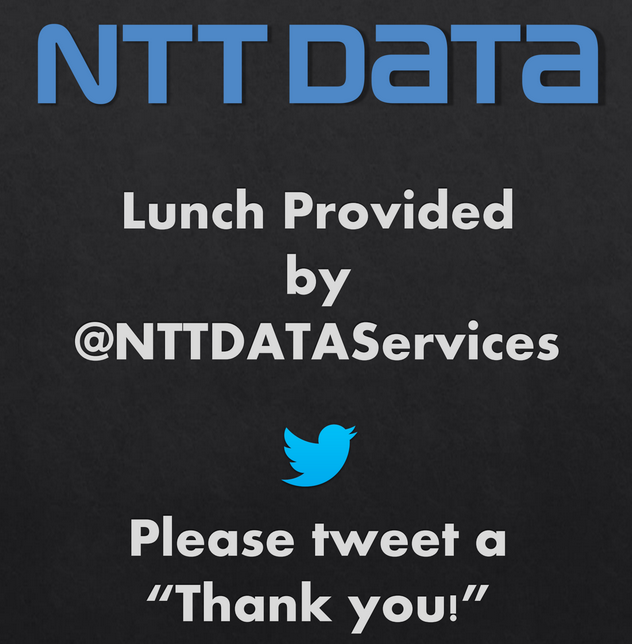 NTT DATA
Lunch Provided
by
@NTTDATAServices
Please tweet a
“Thank you!”